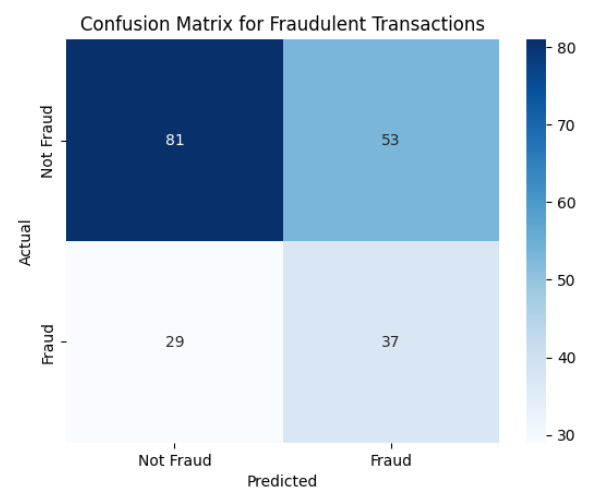 Confusion Matrix for Fraudulent Transactions
Not Fraud
81
53
Actual
Fraud
29
37
Not Fraud
Fraud
Predicted
80
70
60
50
40
30